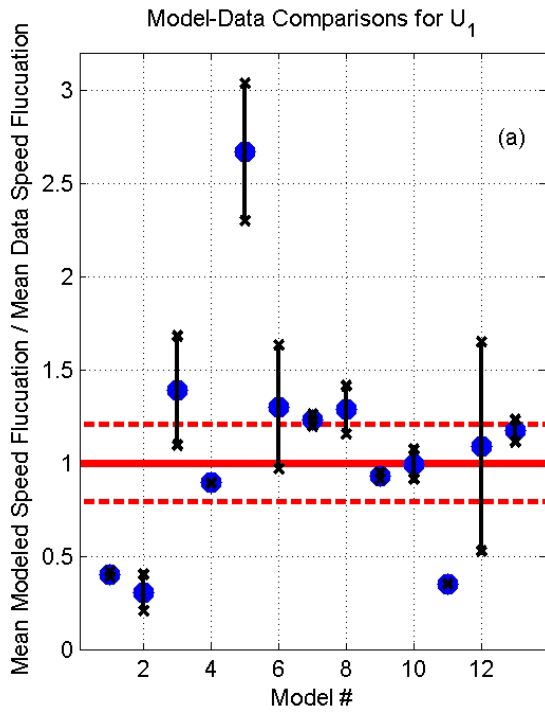 Model-Data Comparisons for U1
Mean Modeled Speed Flucuation / Mean Data Speed Flucuation
(a)
3
2.5
2
1.5
1
0.5
0
2 4 6 8 10 12
Model #